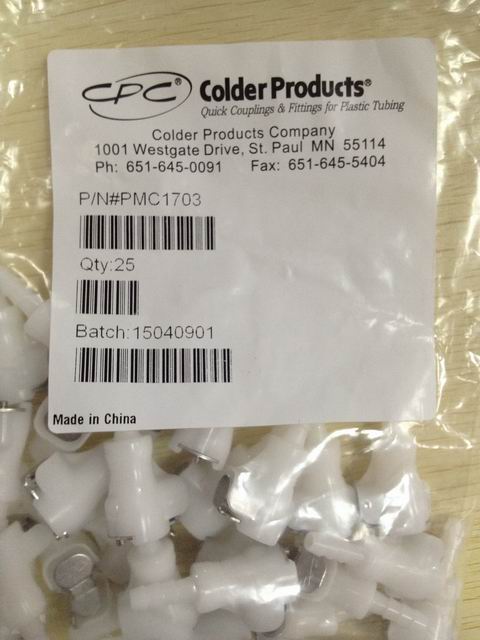 CPC® Colder Products®
Quick Couplings & Fittings for Plastic Tubing
Colder Products Company
1001 Westgate Drive, St. Paul MN 55114
Ph: 651-645-0091 Fax: 651-645-5404
P/N#PMC1703
Qty:25
Batch:15040901
Made in China